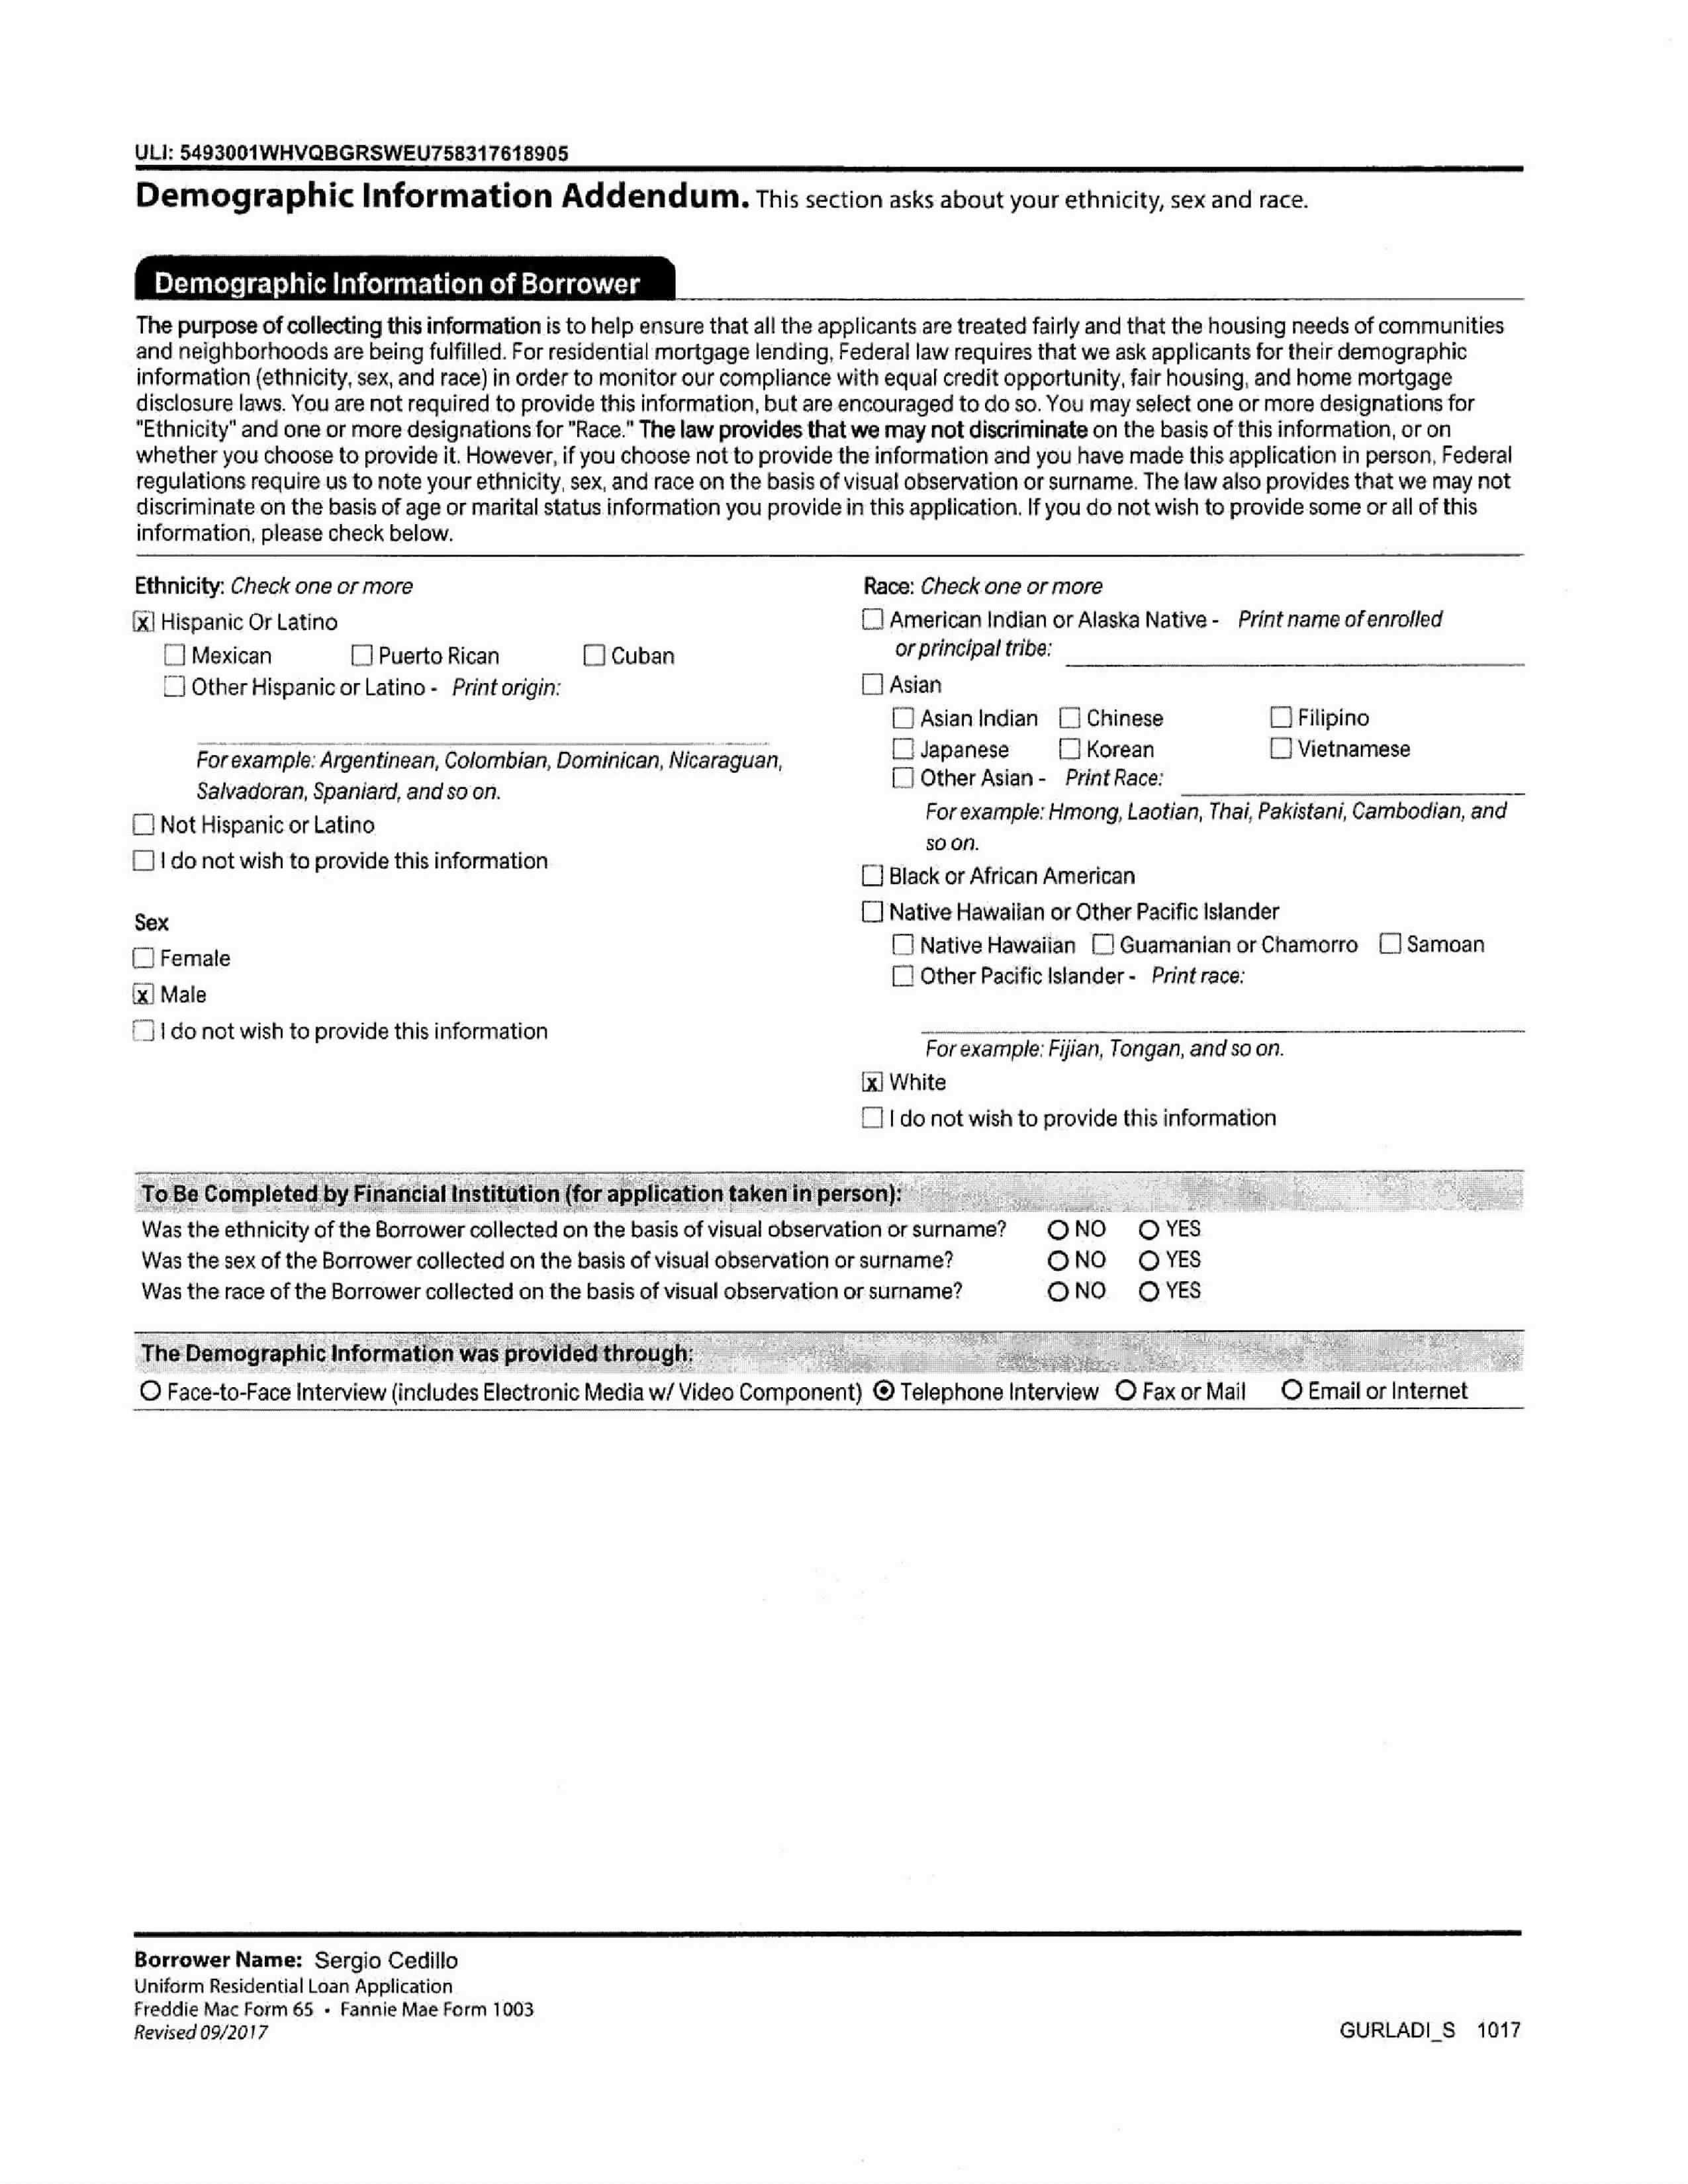 ULI: 5493001WHVQBGRSWEU758317618905
Demographic Information Addendum. This section asks about your ethnicity, sex and race.
Demographic Information of Borrower
The purpose of collecting this information is to help ensure that all the applicants are treated fairly and that the housing needs of communities
and neighborhoods are being fulfilled. For residential mortgage lending, Federal law requires that we ask applicants for their demographic
information (ethnicity, sex, and race) in order to monitor our compliance with equal credit opportunity, fair housing, and home mortgage
disclosure laws. You are not required to provide this information, but are encouraged to do so. You may select one or more designations for
"Ethnicity" and one or more designations for "Race." The law provides that we may not discriminate on the basis of this information, or on
whether you choose to provide it. However, if you choose not to provide the information and you have made this application in person, Federal
regulations require us to note your ethnicity, sex, and race on the basis of visual observation or surname. The law also provides that we may not
discriminate on the basis of age or marital status information you provide in this application. If you do not wish to provide some or all of this
information, please check below.
Ethnicity: Check one or more
[x] Hispanic Or Latino
☐ Mexican ☐ Puerto Rican ☐ Cuban
☐ Other Hispanic or Latino - Print origin:
For example: Argentinean, Colombian, Dominican, Nicaraguan,
Salvadoran, Spaniard, and so on.
☐ Not Hispanic or Latino
☐ I do not wish to provide this information
Sex
☐ Female
[x] Male
☐ I do not wish to provide this information
Race: Check one or more
☐ American Indian or Alaska Native - Print name of enrolled
or principal tribe:
☐ Asian
☐ Asian Indian ☐ Chinese ☐ Filipino
☐ Japanese ☐ Korean ☐ Vietnamese
☐ Other Asian - Print Race:
For example: Hmong, Laotian, Thai, Pakistani, Cambodian, and
so on.
☐ Black or African American
☐ Native Hawaiian or Other Pacific Islander
☐ Native Hawaiian ☐ Guamanian or Chamorro ☐ Samoan
☐ Other Pacific Islander - Print race:
For example: Fijian, Tongan, and so on.
[x] White
☐ I do not wish to provide this information
To Be Completed by Financial Institution (for application taken in person):
Was the ethnicity of the Borrower collected on the basis of visual observation or surname? ○ NO ○ YES
Was the sex of the Borrower collected on the basis of visual observation or surname? ○ NO ○ YES
Was the race of the Borrower collected on the basis of visual observation or surname? ○ NO ○ YES
The Demographic Information was provided through:
○ Face-to-Face Interview (includes Electronic Media w/ Video Component) ⦿ Telephone Interview ○ Fax or Mail ○ Email or Internet
Borrower Name: Sergio Cedillo
Uniform Residential Loan Application
Freddie Mac Form 65 • Fannie Mae Form 1003
Revised 09/2017
GURLADI_S 1017